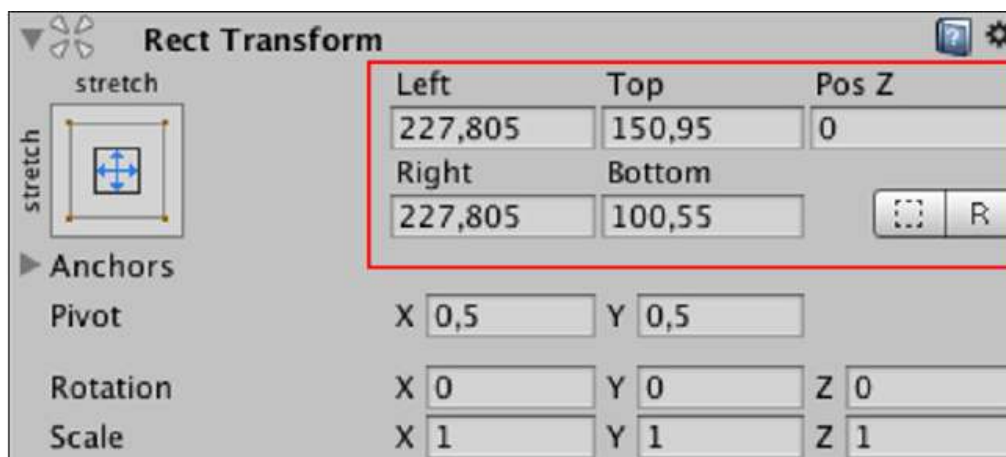 Rect Transform
stretch
stretch
Left Top Pos Z
227,805 150,95 0
Right Bottom
227,805 100,55
R
Anchors
Pivot X 0,5 Y 0,5
Rotation X 0 Y 0 Z 0
Scale X 1 Y 1 Z 1